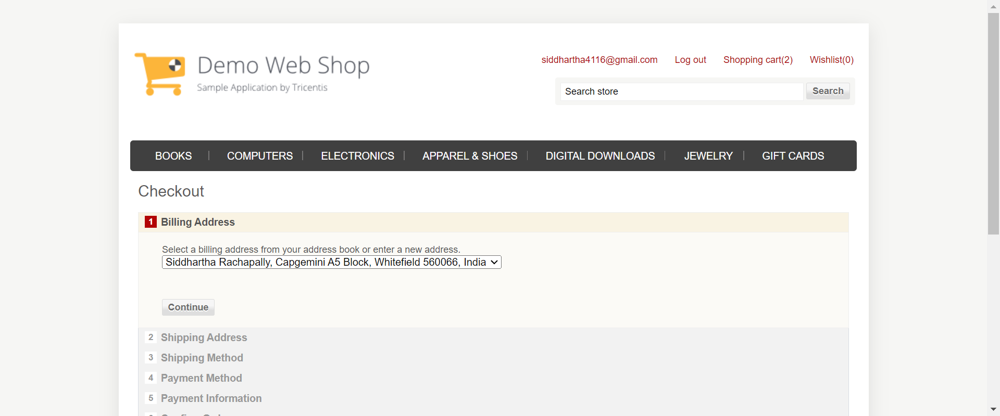 Demo Web Shop
Sample Application by Tricentis
siddhartha4116@gmail.com Log out Shopping cart(2) Wishlist(0)
Search store Search
BOOKS COMPUTERS ELECTRONICS APPAREL & SHOES DIGITAL DOWNLOADS JEWELRY GIFT CARDS
Checkout
1 Billing Address
Select a billing address from your address book or enter a new address.
Siddhartha Rachapally, Capgemini A5 Block, Whitefield 560066, India
Continue
2 Shipping Address
3 Shipping Method
4 Payment Method
5 Payment Information